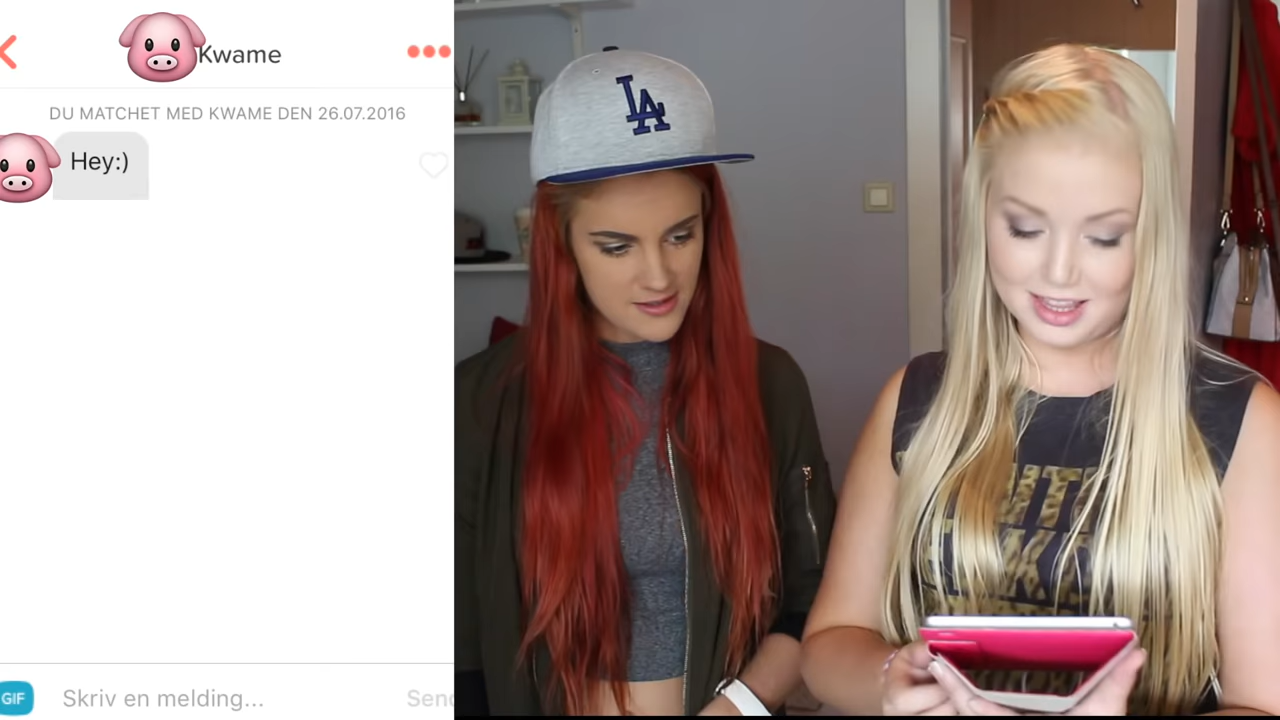 Kwame
DU MATCHET MED KWAME DEN 26.07.2016
Hey:)
GIF
Skriv en melding...
Send
LA